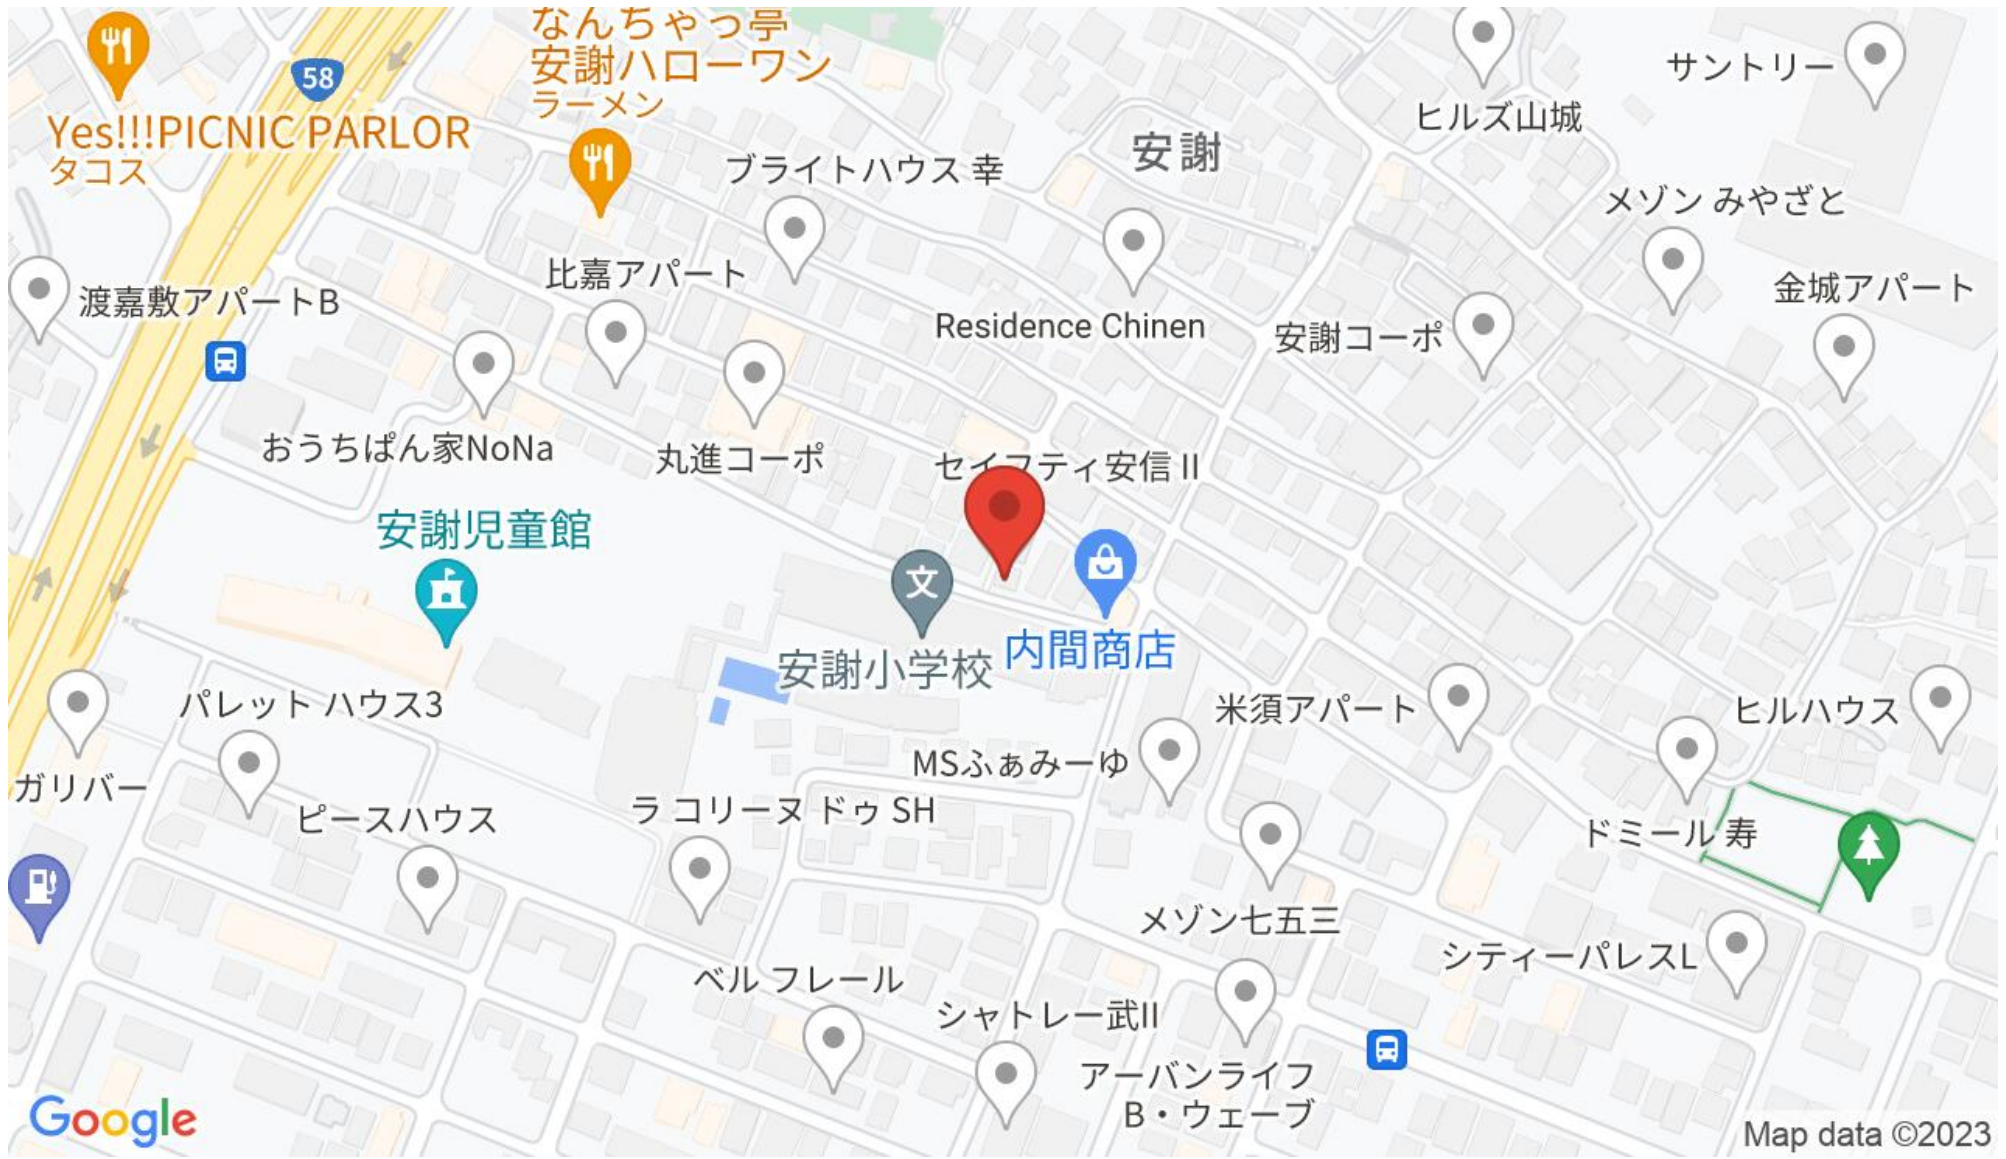 なんちゃっ亭
安謝ハローワン
ラーメン
58
Yes!!!PICNIC PARLOR
タコス
サントリー
ヒルズ山城
安謝
ブライトハウス 幸
メゾン みやざと
比嘉アパート
渡嘉敷アパートB
金城アパート
Residence Chinen
安謝コーポ
おうちぱん家NoNa
丸進コーポ
セイフティ安信 II
安謝児童館
文
安謝小学校
内間商店
パレット ハウス3
米須アパート
ヒルハウス
MSふぁみーゆ
ガリバー
ピースハウス
ラ コリーヌ ドゥ SH
ドミール 寿
メゾン七五三
シティーパレスL
ベル フレール
シャトレー武II
アーバンライフ
B・ウェーブ
Google
Map data ©2023